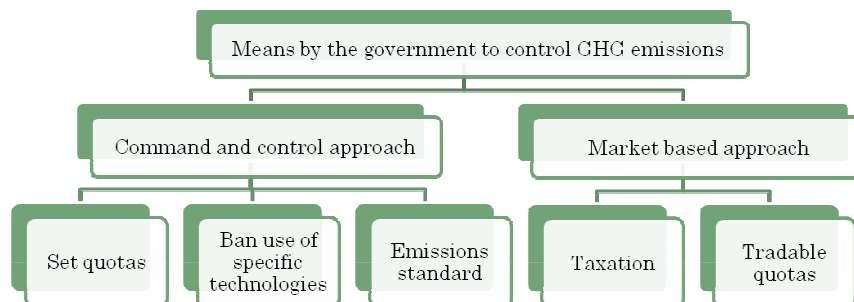 Means by the government to control GHG emissions
Command and control approach
Market based approach
Set quotas
Ban use of
specific
technologies
Emissions
standard
Taxation
Tradable
quotas